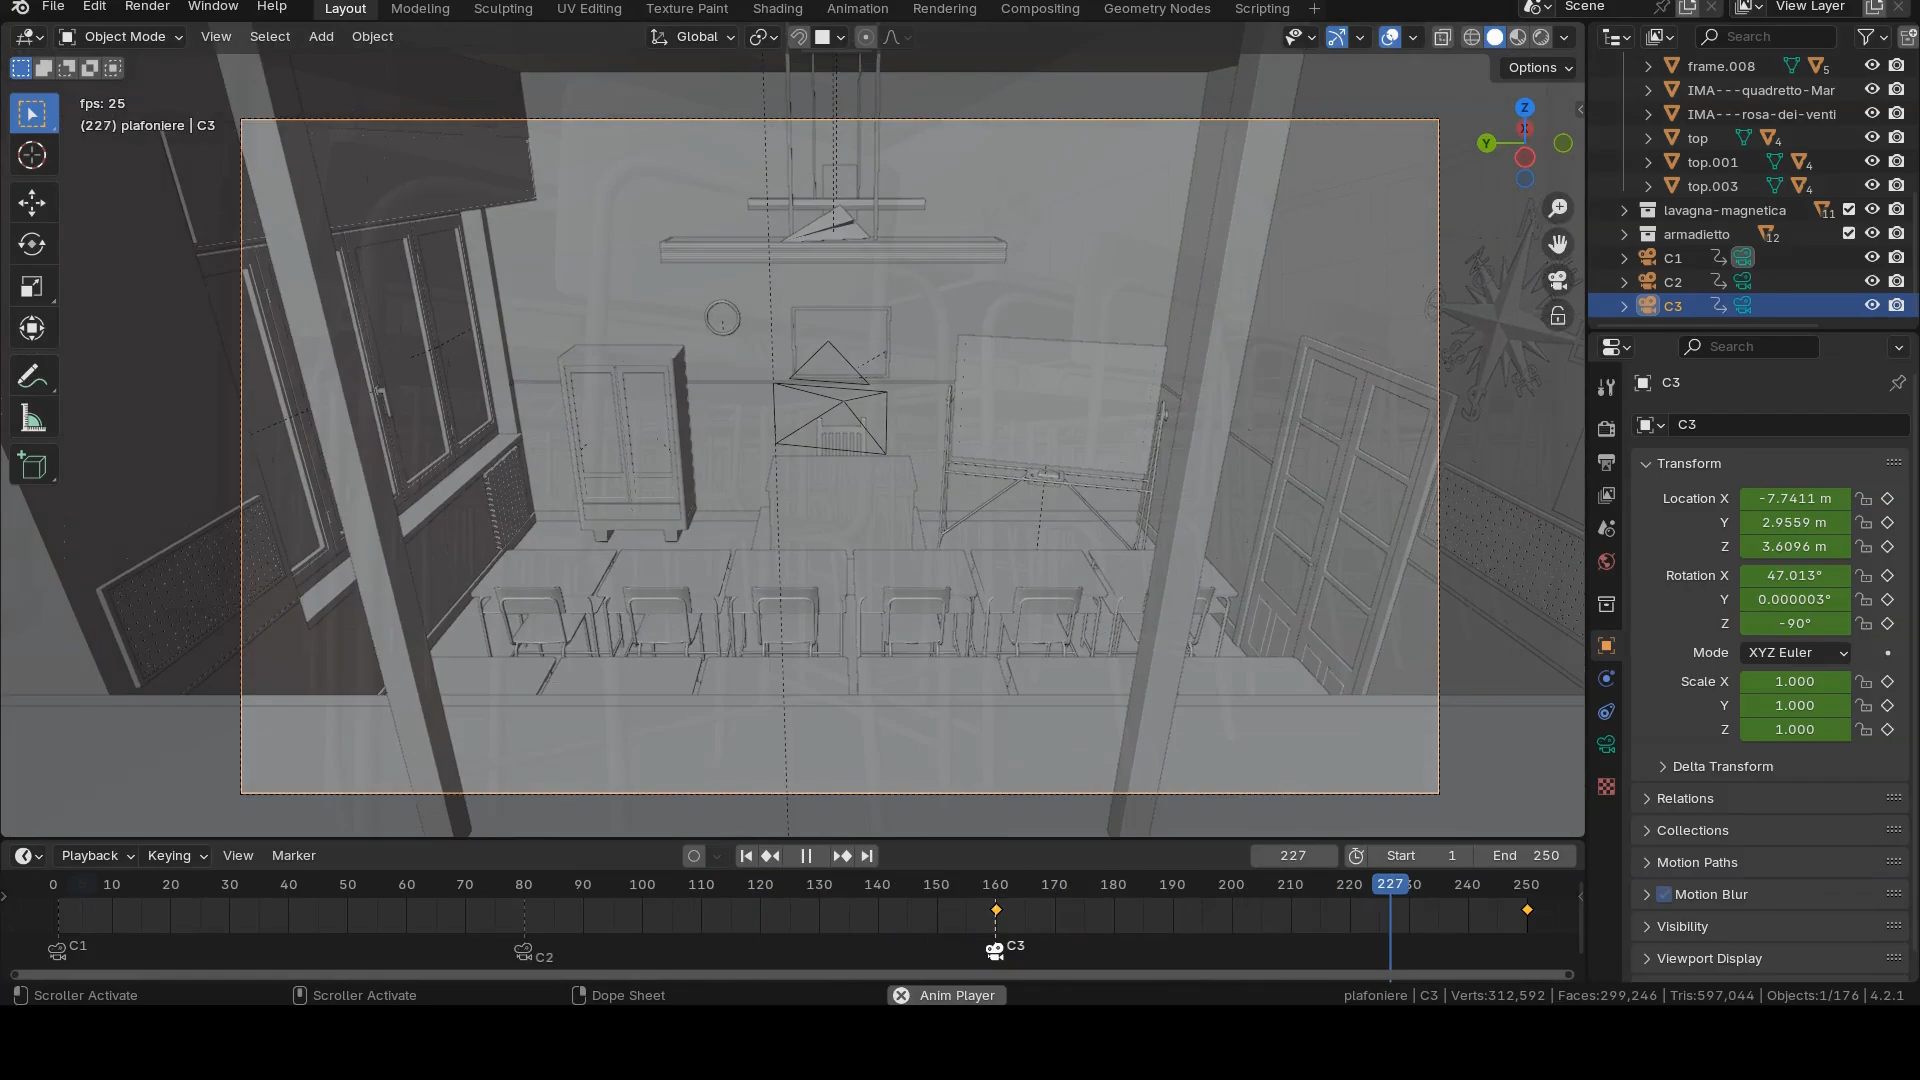 File Edit Render Window Help Layout Modeling Sculpting UV Editing Texture Paint Shading Animation Rendering Compositing Geometry Nodes Scripting + Scene View Layer
Object Mode View Select Add Object Global Search
Options
fps: 25
(227) plafoniere | C3
Z
X
Y
frame.008 5
IMA---quadretto-Mar
IMA---rosa-dei-venti
top 4
top.001 4
top.003 4
lavagna-magnetica 11
armadietto 12
C1
C2
C3
Search
C3
C3
Transform
Location X -7.7411 m
Y 2.9559 m
Z 3.6096 m
Rotation X 47.013°
Y 0.000003°
Z -90°
Mode XYZ Euler
Scale X 1.000
Y 1.000
Z 1.000
Delta Transform
Relations
Collections
Motion Paths
Motion Blur
Visibility
Viewport Display
Playback Keying View Marker 227 Start 1 End 250
0 10 20 30 40 50 60 70 80 90 100 110 120 130 140 150 160 170 180 190 200 210 220 227 30 240 250
C1 C2 C3
Scroller Activate Scroller Activate Dope Sheet Anim Player plafoniere | C3 | Verts:312,592 | Faces:299,246 | Tris:597,044 | Objects:1/176 | 4.2.1